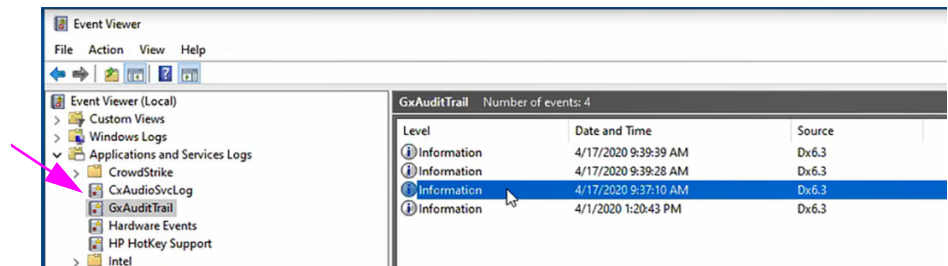 Event Viewer
File Action View Help
Event Viewer (Local)
Custom Views
Windows Logs
Applications and Services Logs
CrowdStrike
CxAudioSvcLog
GxAuditTrail
Hardware Events
HP HotKey Support
Intel
GxAuditTrail Number of events: 4
Level Date and Time Source
Information 4/17/2020 9:39:39 AM Dx6.3
Information 4/17/2020 9:39:28 AM Dx6.3
Information 4/17/2020 9:37:10 AM Dx6.3
Information 4/1/2020 1:20:43 PM Dx6.3